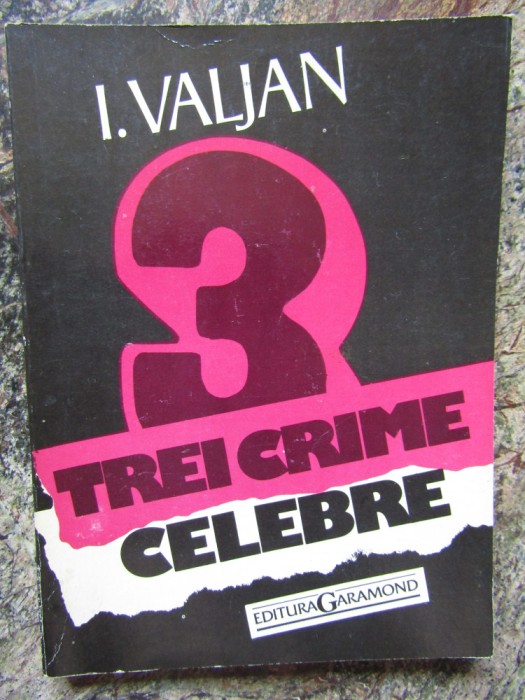 I. VALJAN
3
TREI CRIME
CELEBRE
EDITURA GARAMOND